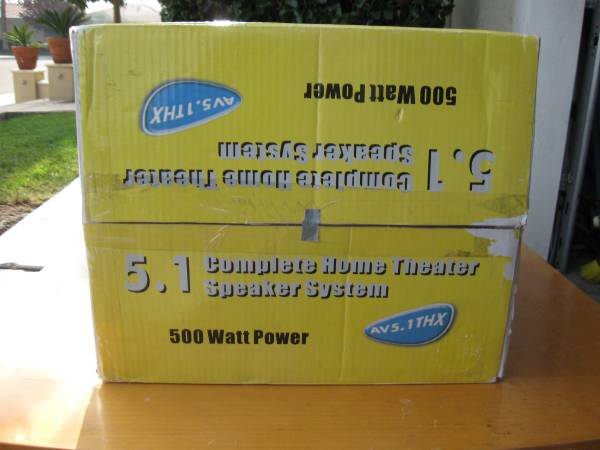 500 Watt Power
AV5.1THX
5.1 Complete Home Theater
Speaker System
5.1 Complete Home Theater
Speaker System
AV5.1THX
500 Watt Power